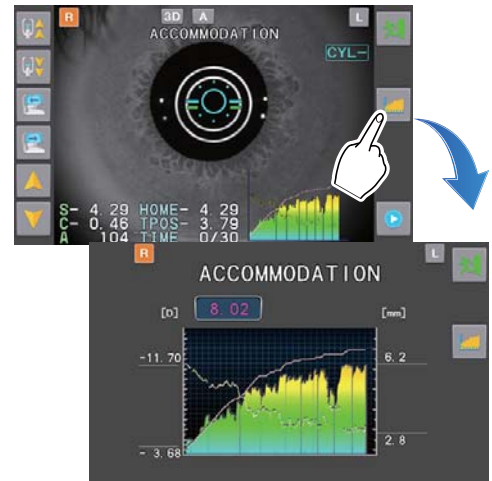 R 3D A L
ACCOMMODATION
CYL-
S- 4. 29 HOME- 4. 29
C- 0. 46 TPOS- 3. 79
A 104 TIME 0/30
R L
ACCOMMODATION
[D] 8. 02 [mm]
-11. 70 6. 2
- 3. 68 2. 8